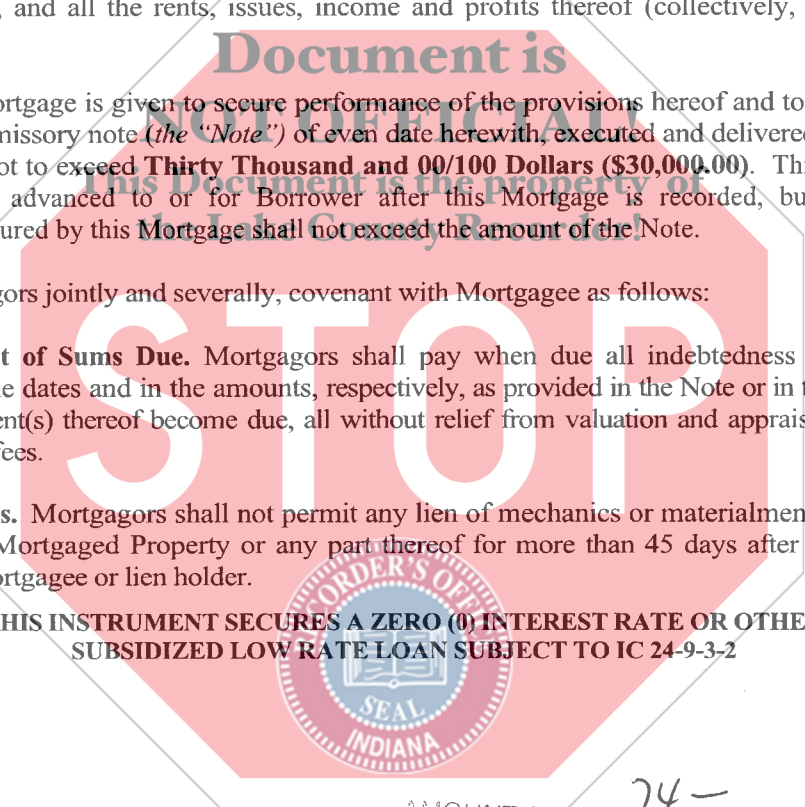 , and all the rents, issues, income and profits thereof (collectively,
Document is
NOT OFFICIAL!
ortgage is given to secure performance of the provisions hereof and to
missory note (the “Note”) of even date herewith, executed and delivered
ot to exceed Thirty Thousand and 00/100 Dollars ($30,000.00). Thi
This Document is the property of
advanced to or for Borrower after this Mortgage is recorded, bu
the Lake County Recorder!
ured by this Mortgage shall not exceed the amount of the Note.
gors jointly and severally, covenant with Mortgagee as follows:
STOP
t of Sums Due. Mortgagors shall pay when due all indebtedness
e dates and in the amounts, respectively, as provided in the Note or in t
ent(s) thereof become due, all without relief from valuation and apprais
fees.
s. Mortgagors shall not permit any lien of mechanics or materialmen
Mortgaged Property or any part thereof for more than 45 days after
ortgagee or lien holder.
RECORDER'S OFFICE
HIS INSTRUMENT SECURES A ZERO (0) INTEREST RATE OR OTHE
SUBSIDIZED LOW RATE LOAN SUBJECT TO IC 24-9-3-2
SEAL
INDIANA
24 —